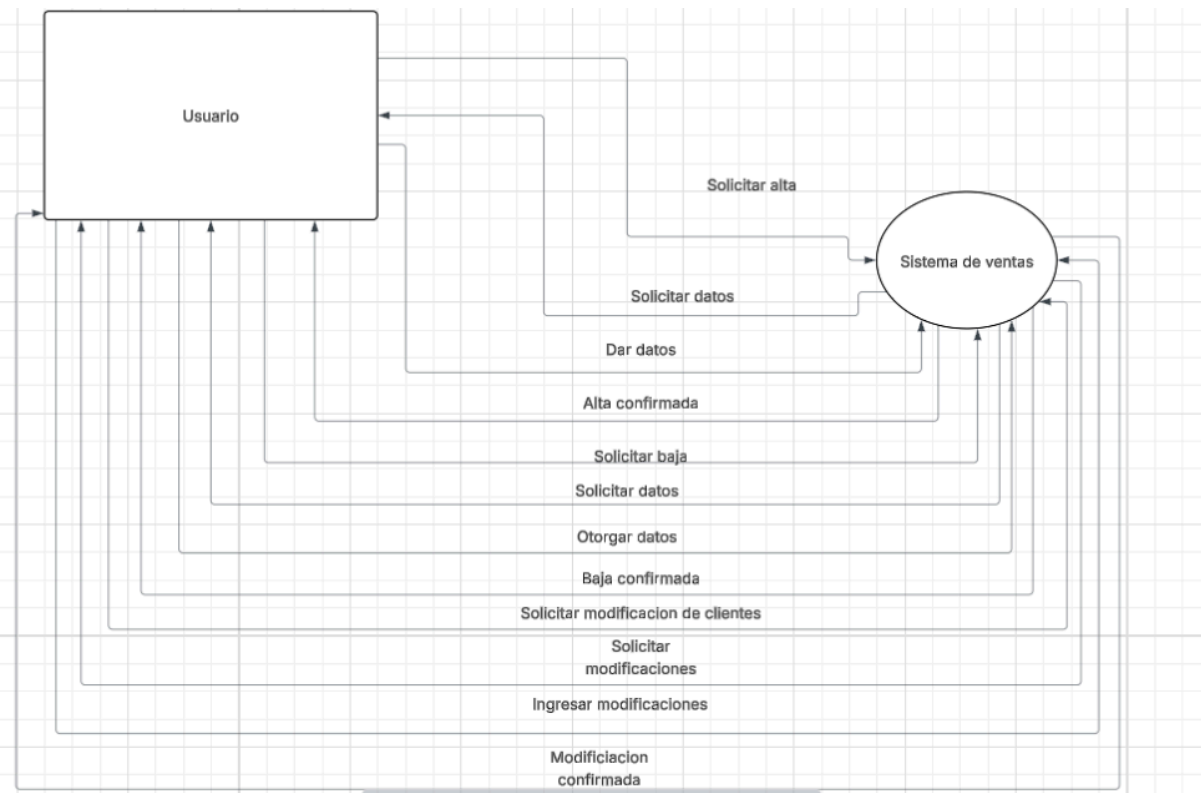 Usuario
Solicitar alta
Sistema de ventas
Solicitar datos
Dar datos
Alta confirmada
Solicitar baja
Solicitar datos
Otorgar datos
Baja confirmada
Solicitar modificacion de clientes
Solicitar
modificaciones
Ingresar modificaciones
Modificiacion
confirmada